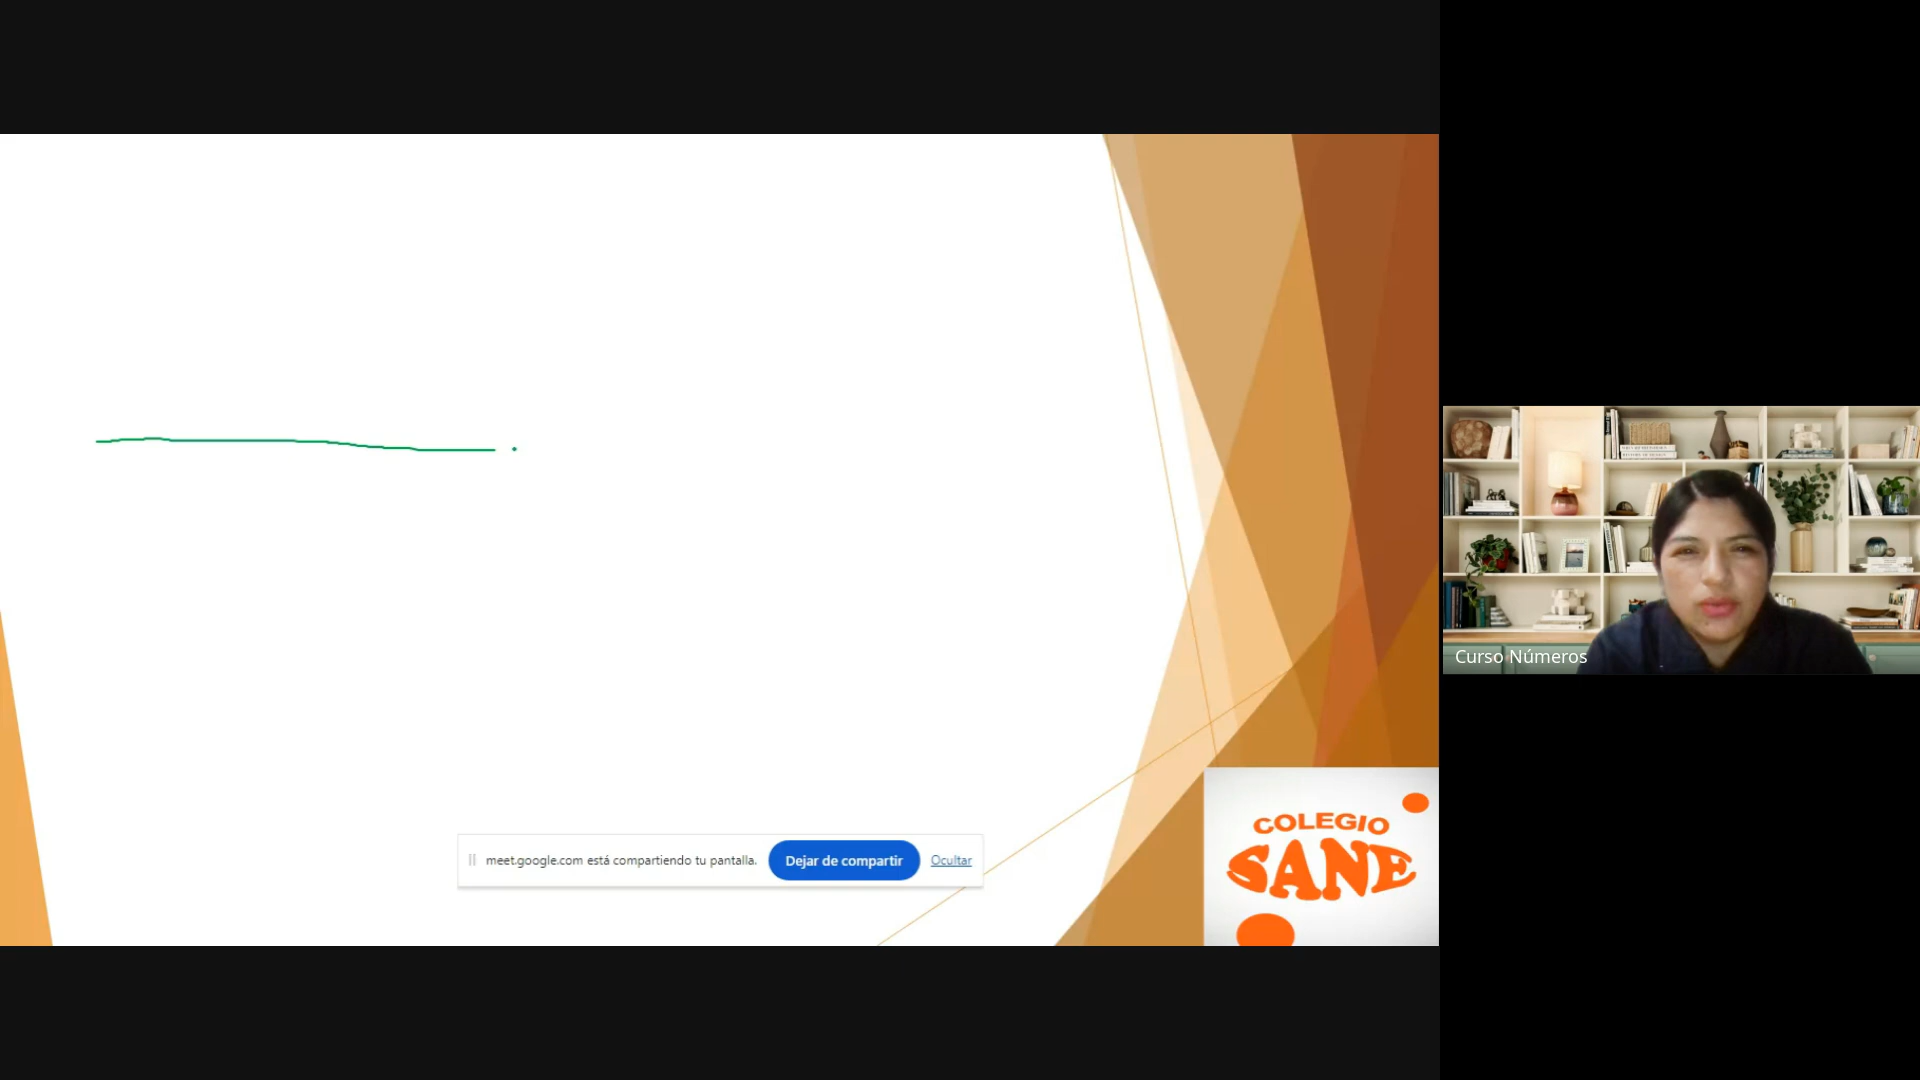 meet.google.com está compartiendo tu pantalla.
Dejar de compartir
Ocultar
COLEGIO
SANE
Curso Números